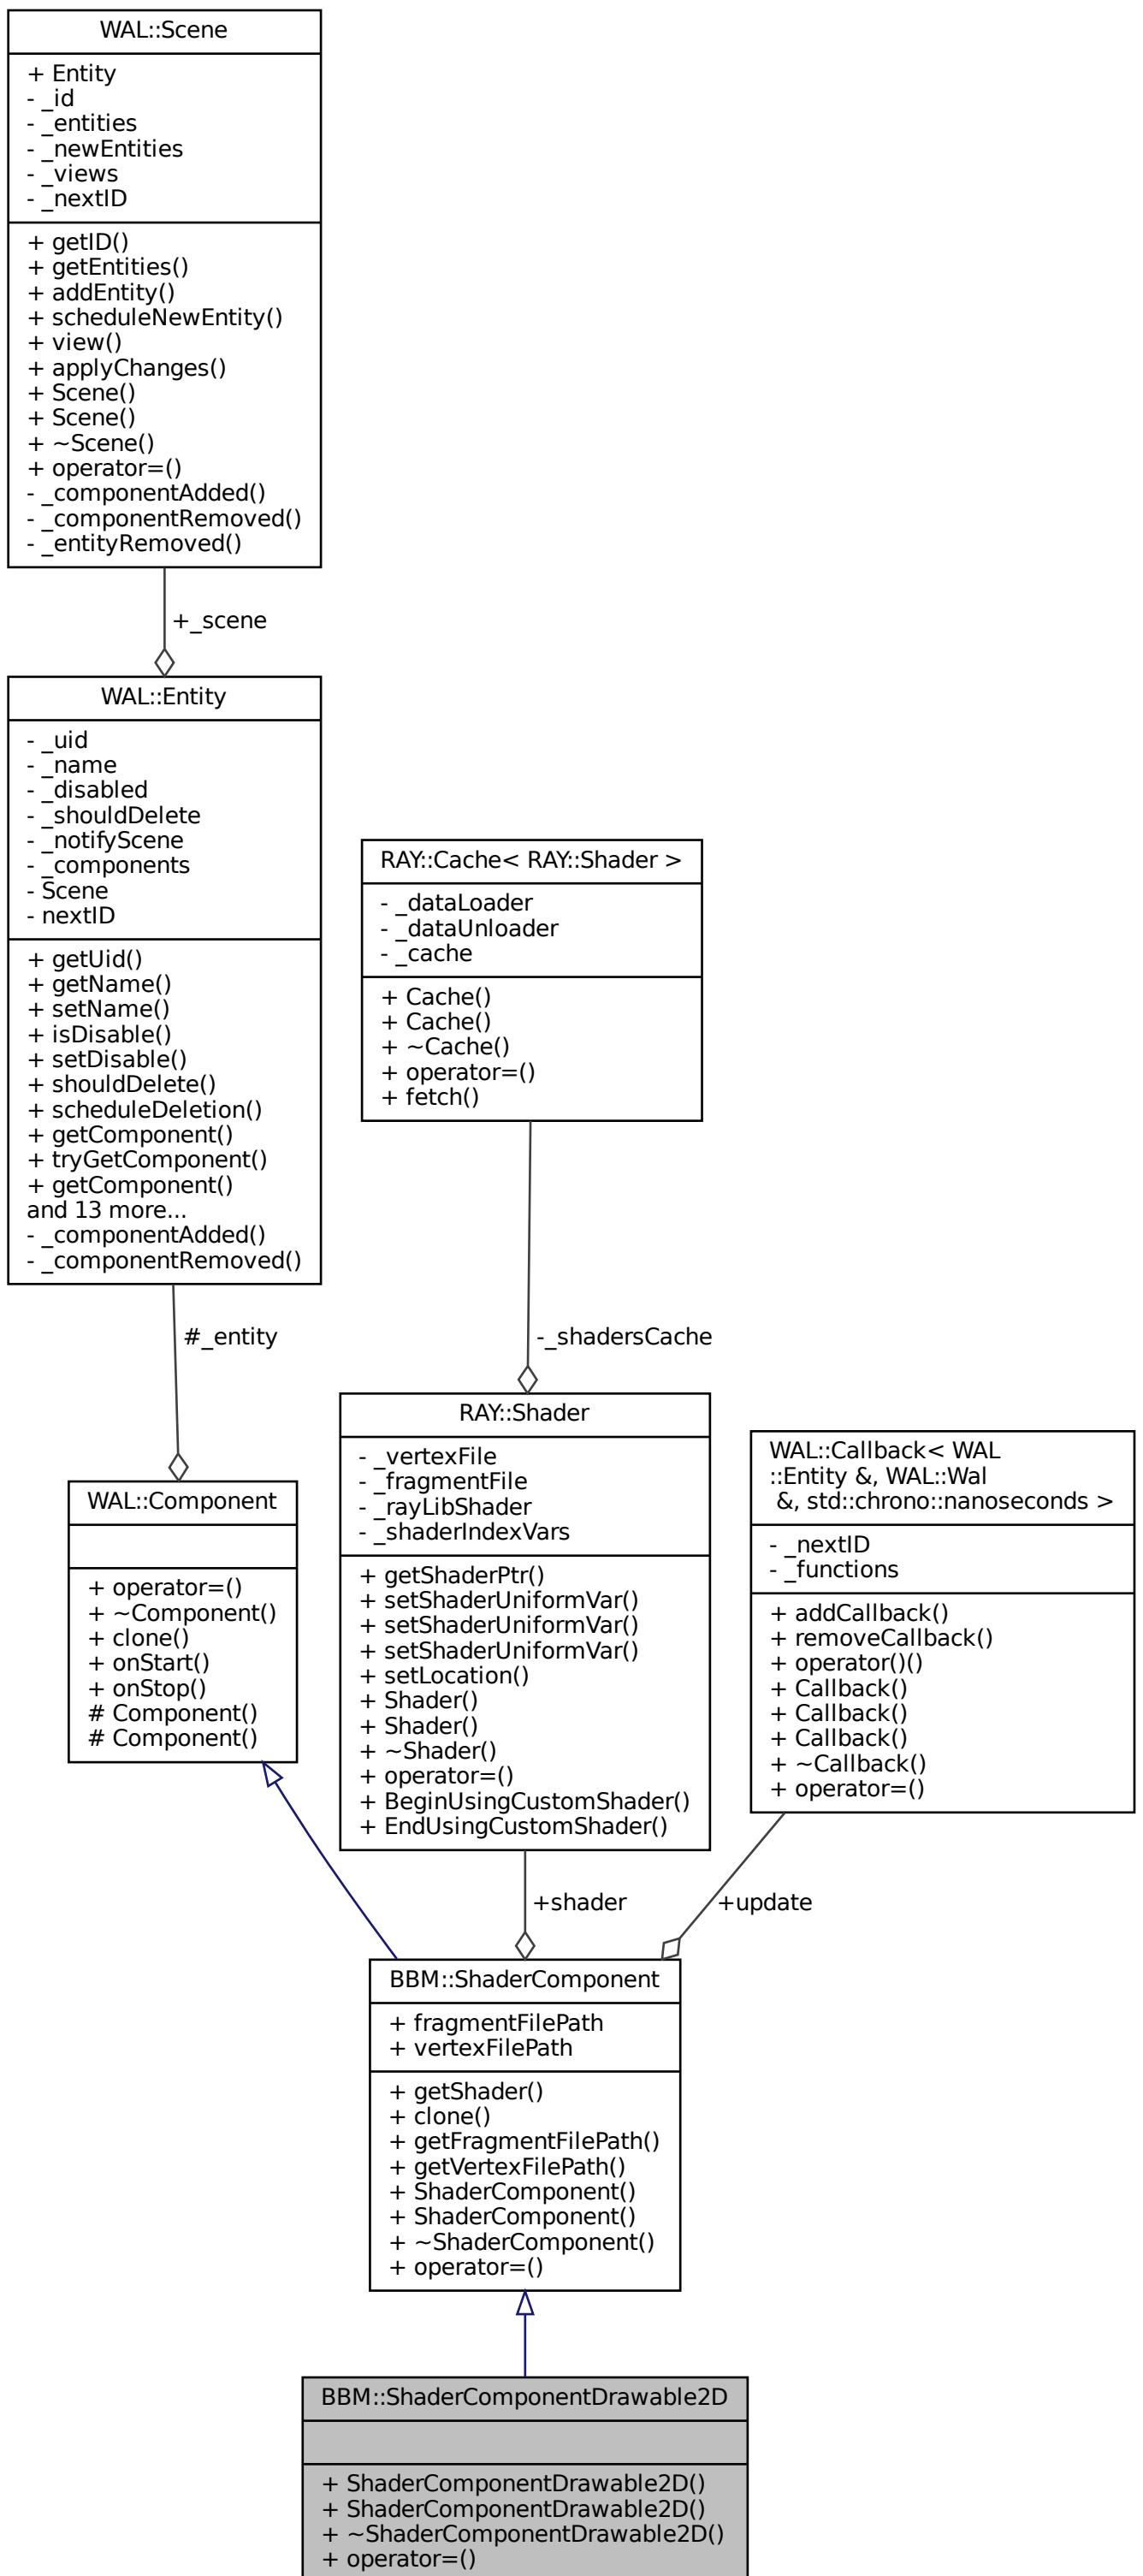 WAL::Scene
+ Entity
- _id
- _entities
- _newEntities
- _views
- _nextID
+ getID()
+ getEntities()
+ addEntity()
+ scheduleNewEntity()
+ view()
+ applyChanges()
+ Scene()
+ Scene()
+ ~Scene()
+ operator=()
- _componentAdded()
- _componentRemoved()
- _entityRemoved()
+_scene
WAL::Entity
- _uid
- _name
- _disabled
- _shouldDelete
- _notifyScene
- _components
- Scene
- nextID
+ getUid()
+ getName()
+ setName()
+ isDisable()
+ setDisable()
+ shouldDelete()
+ scheduleDeletion()
+ getComponent()
+ tryGetComponent()
+ getComponent()
and 13 more...
- _componentAdded()
- _componentRemoved()
RAY::Cache< RAY::Shader >
- _dataLoader
- _dataUnloader
- _cache
+ Cache()
+ Cache()
+ ~Cache()
+ operator=()
+ fetch()
#_entity
-_shadersCache
WAL::Component
+ operator=()
+ ~Component()
+ clone()
+ onStart()
+ onStop()
# Component()
# Component()
RAY::Shader
- _vertexFile
- _fragmentFile
- _rayLibShader
- _shaderIndexVars
+ getShaderPtr()
+ setShaderUniformVar()
+ setShaderUniformVar()
+ setShaderUniformVar()
+ setLocation()
+ Shader()
+ Shader()
+ ~Shader()
+ operator=()
+ BeginUsingCustomShader()
+ EndUsingCustomShader()
WAL::Callback< WAL
::Entity &, WAL::Wal
&, std::chrono::nanoseconds >
- _nextID
- _functions
+ addCallback()
+ removeCallback()
+ operator()()
+ Callback()
+ Callback()
+ Callback()
+ ~Callback()
+ operator=()
+shader
+update
BBM::ShaderComponent
+ fragmentFilePath
+ vertexFilePath
+ getShader()
+ clone()
+ getFragmentFilePath()
+ getVertexFilePath()
+ ShaderComponent()
+ ShaderComponent()
+ ~ShaderComponent()
+ operator=()
BBM::ShaderComponentDrawable2D
+ ShaderComponentDrawable2D()
+ ShaderComponentDrawable2D()
+ ~ShaderComponentDrawable2D()
+ operator=()